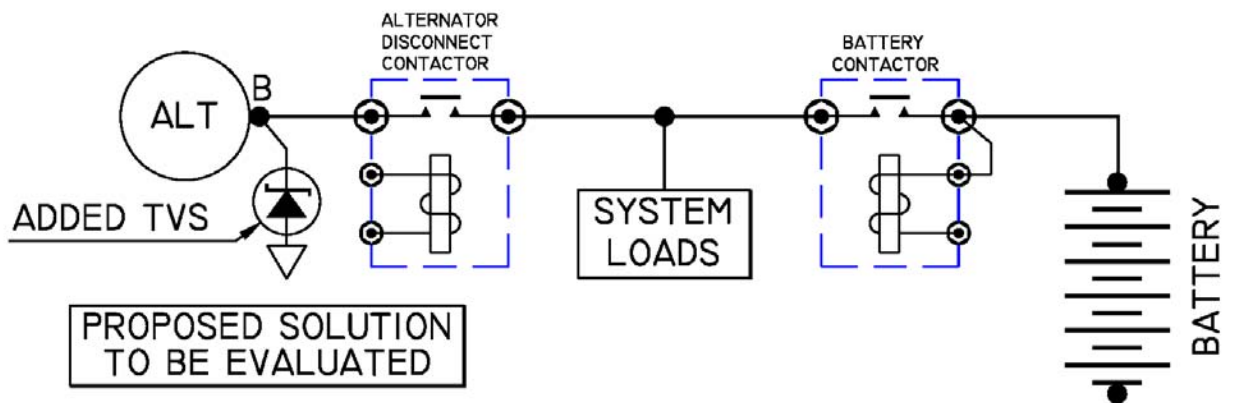 ALTERNATOR
DISCONNECT
CONTACTOR
BATTERY
CONTACTOR
B
ALT
ADDED TVS
SYSTEM
LOADS
BATTERY
PROPOSED SOLUTION
TO BE EVALUATED